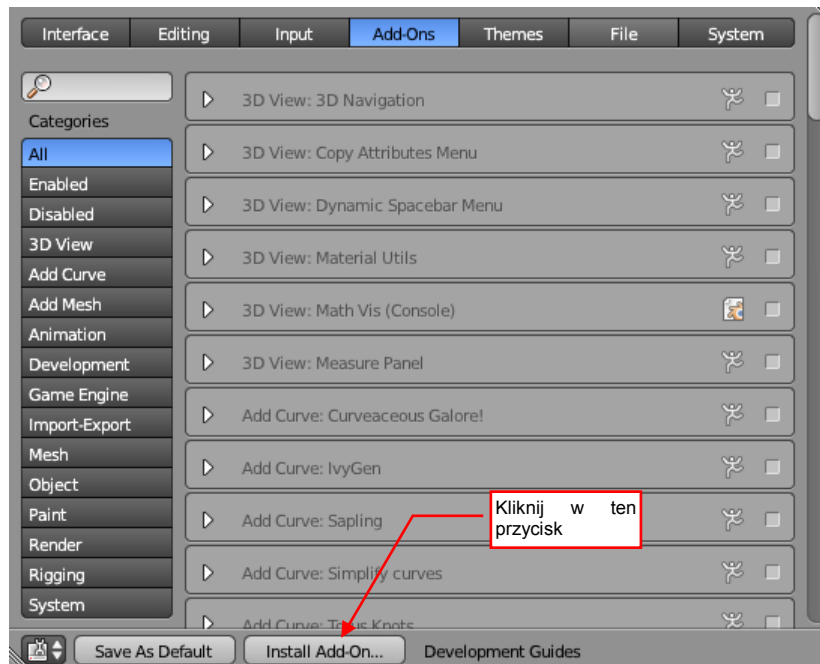 Interface Editing Input Add-Ons Themes File System
Categories
All
Enabled
Disabled
3D View
Add Curve
Add Mesh
Animation
Development
Game Engine
Import-Export
Mesh
Object
Paint
Render
Rigging
System
3D View: 3D Navigation
3D View: Copy Attributes Menu
3D View: Dynamic Spacebar Menu
3D View: Material Utils
3D View: Math Vis (Console)
3D View: Measure Panel
Add Curve: Curveaceous Galore!
Add Curve: IvyGen
Add Curve: Sapling
Add Curve: Simplify curves
Add Curve: Torus Knots
Kliknij w ten
przycisk
Save As Default Install Add-On... Development Guides